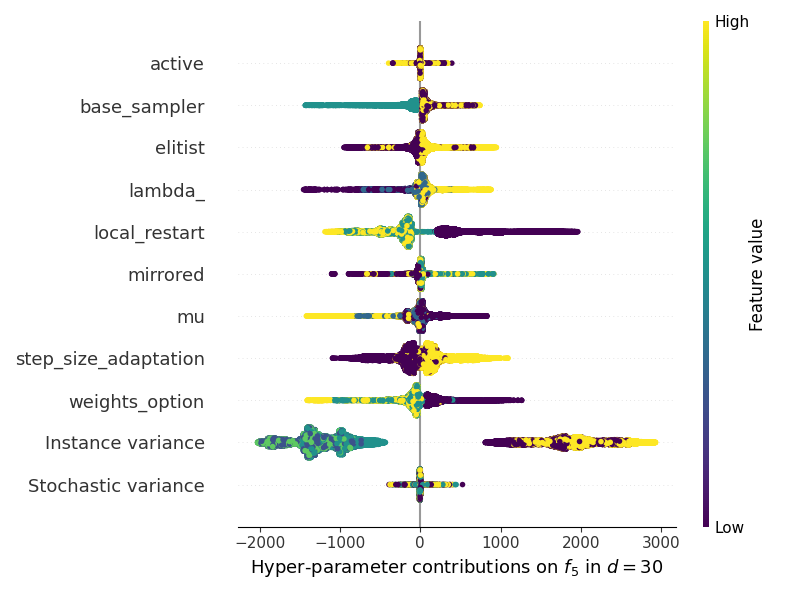 High
active
base_sampler
elitist
lambda_
local_restart
mirrored
mu
step_size_adaptation
weights_option
Instance variance
Stochastic variance
Feature value
Low
−2000 −1000 0 1000 2000 3000
Hyper-parameter contributions on f₅ in d = 30